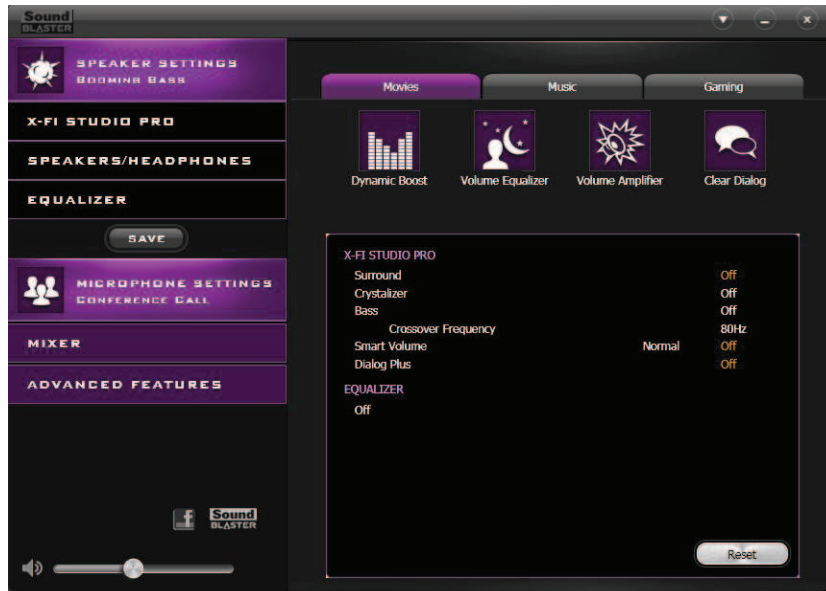 Sound
BLASTER
SPEAKER SETTINGS
BOOMING BASS
X-FI STUDIO PRO
SPEAKERS/HEADPHONES
EQUALIZER
SAVE
MICROPHONE SETTINGS
CONFERENCE CALL
MIXER
ADVANCED FEATURES
f Sound
BLASTER
Movies Music Gaming
Dynamic Boost Volume Equalizer Volume Amplifier Clear Dialog
X-FI STUDIO PRO
Surround Off
Crystalizer Off
Bass Off
Crossover Frequency 80Hz
Smart Volume Normal Off
Dialog Plus Off
EQUALIZER
Off
Reset